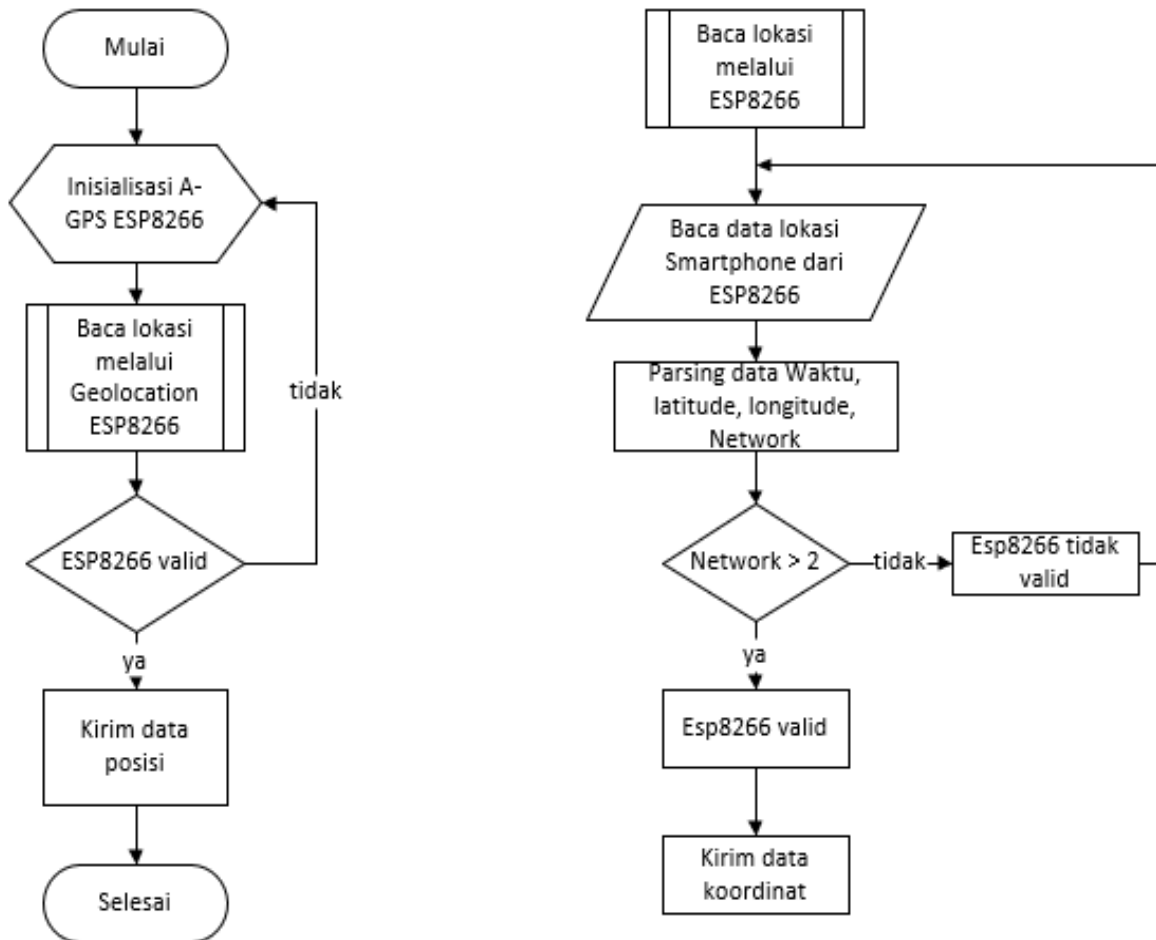 Mulai
Inisialisasi A-
GPS ESP8266
Baca lokasi
melalui
Geolocation
ESP8266
tidak
ESP8266 valid
ya
Kirim data
posisi
Selesai
Baca lokasi
melalui
ESP8266
Baca data lokasi
Smartphone dari
ESP8266
Parsing data Waktu,
latitude, longitude,
Network
Network > 2
tidak
Esp8266 tidak
valid
ya
Esp8266 valid
Kirim data
koordinat